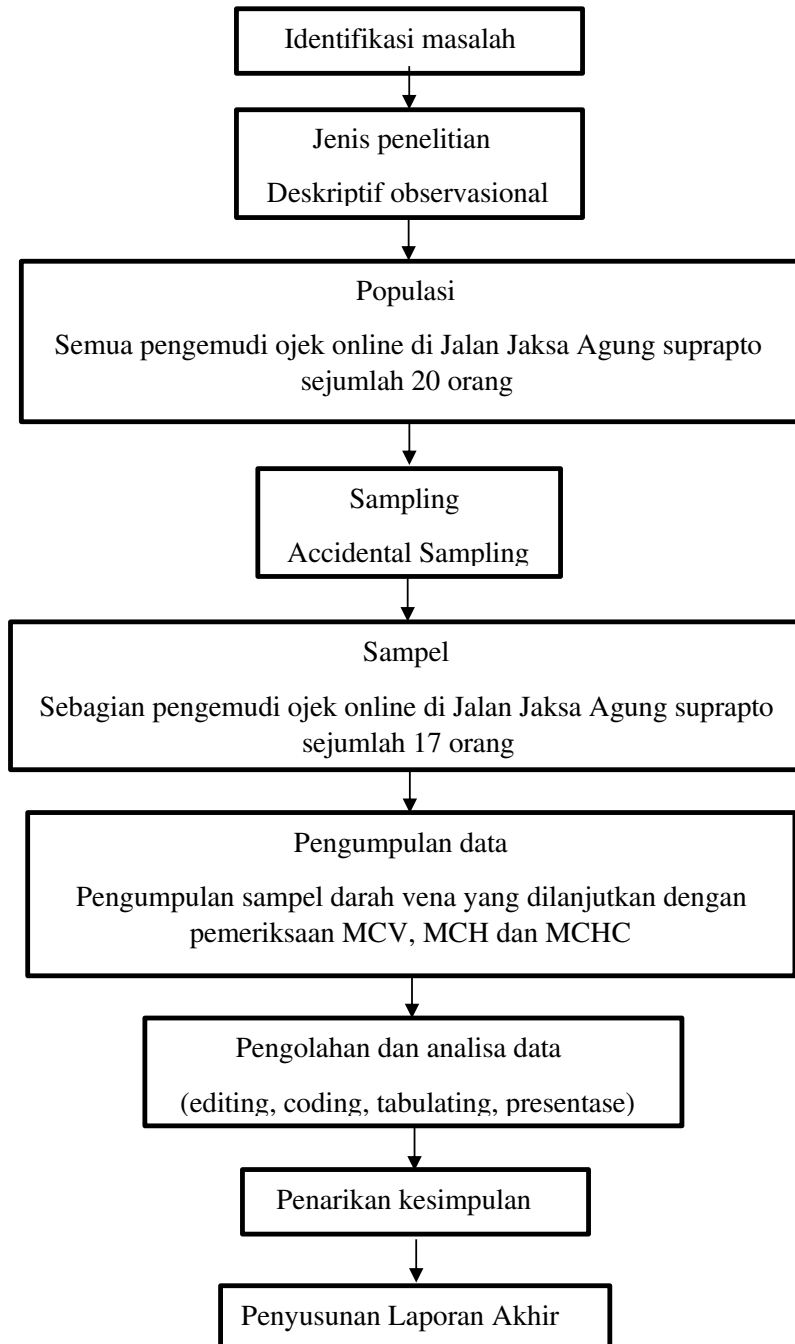 Identifikasi masalah
Jenis penelitian
Deskriptif observasional
Populasi
Semua pengemudi ojek online di Jalan Jaksa Agung suprapto
sejumlah 20 orang
Sampling
Accidental Sampling
Sampel
Sebagian pengemudi ojek online di Jalan Jaksa Agung suprapto
sejumlah 17 orang
Pengumpulan data
Pengumpulan sampel darah vena yang dilanjutkan dengan
pemeriksaan MCV, MCH dan MCHC
Pengolahan dan analisa data
(editing, coding, tabulating, presentase)
Penarikan kesimpulan
Penyusunan Laporan Akhir